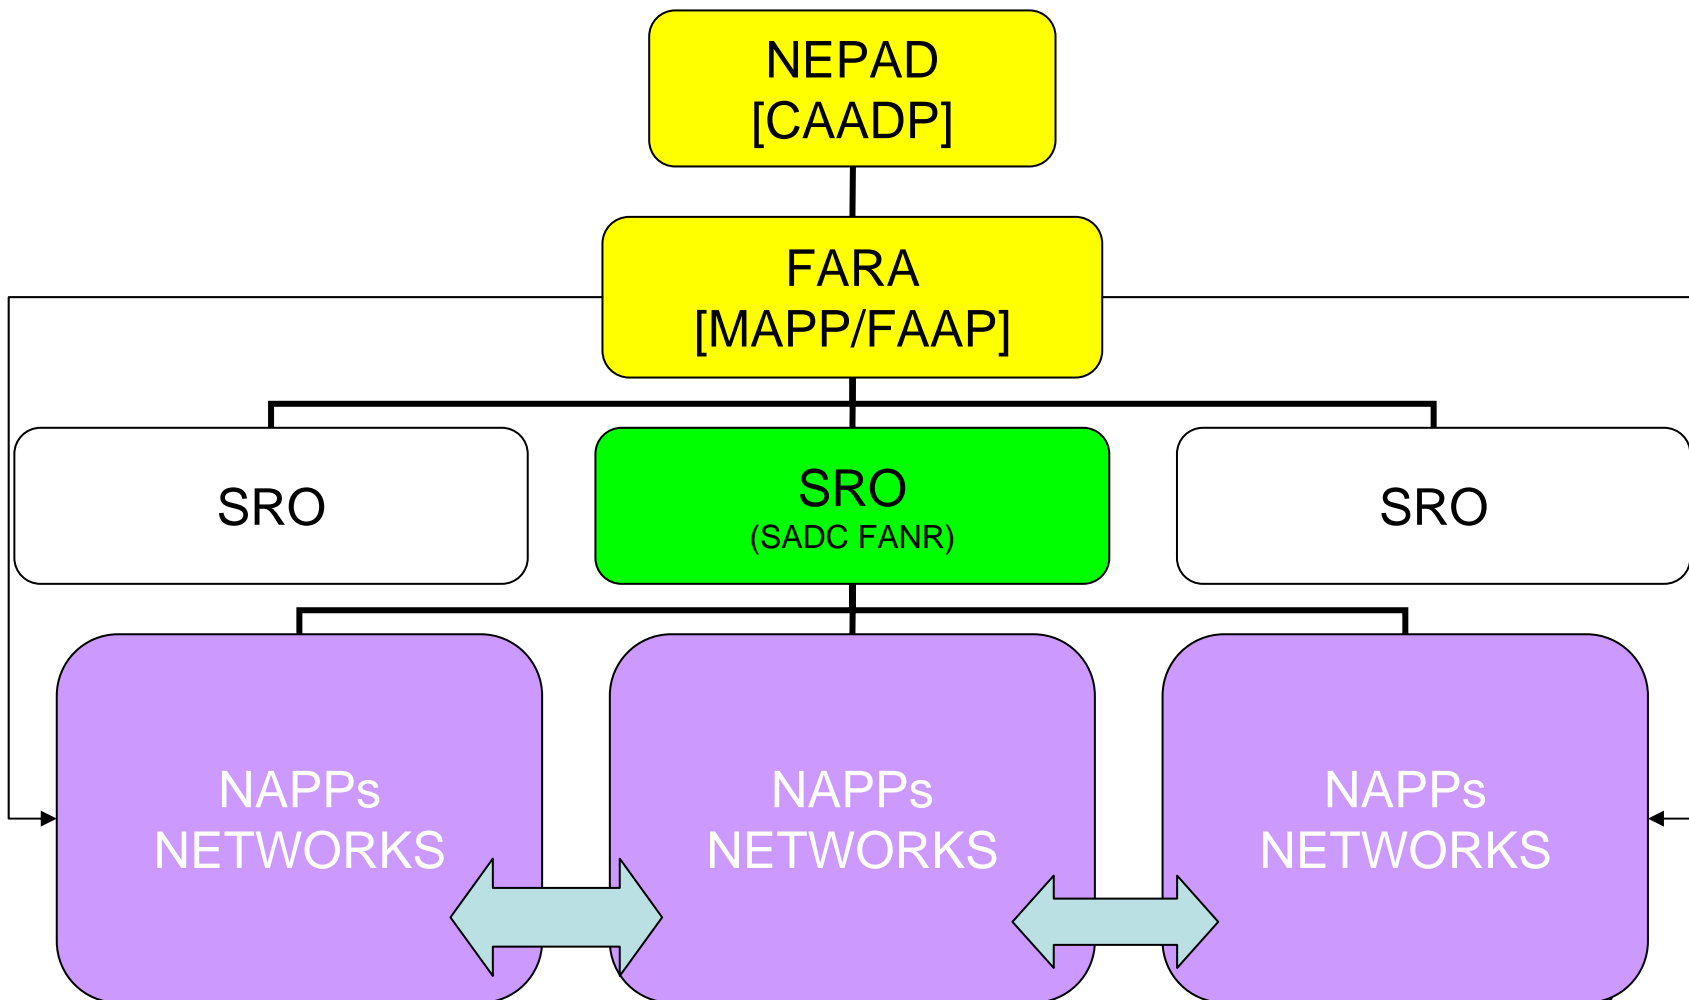 NEPAD
[CAADP]
FARA
[MAPP/FAAP]
SRO
SRO
(SADC FANR)
SRO
NAPPs
NETWORKS
NAPPs
NETWORKS
NAPPs
NETWORKS